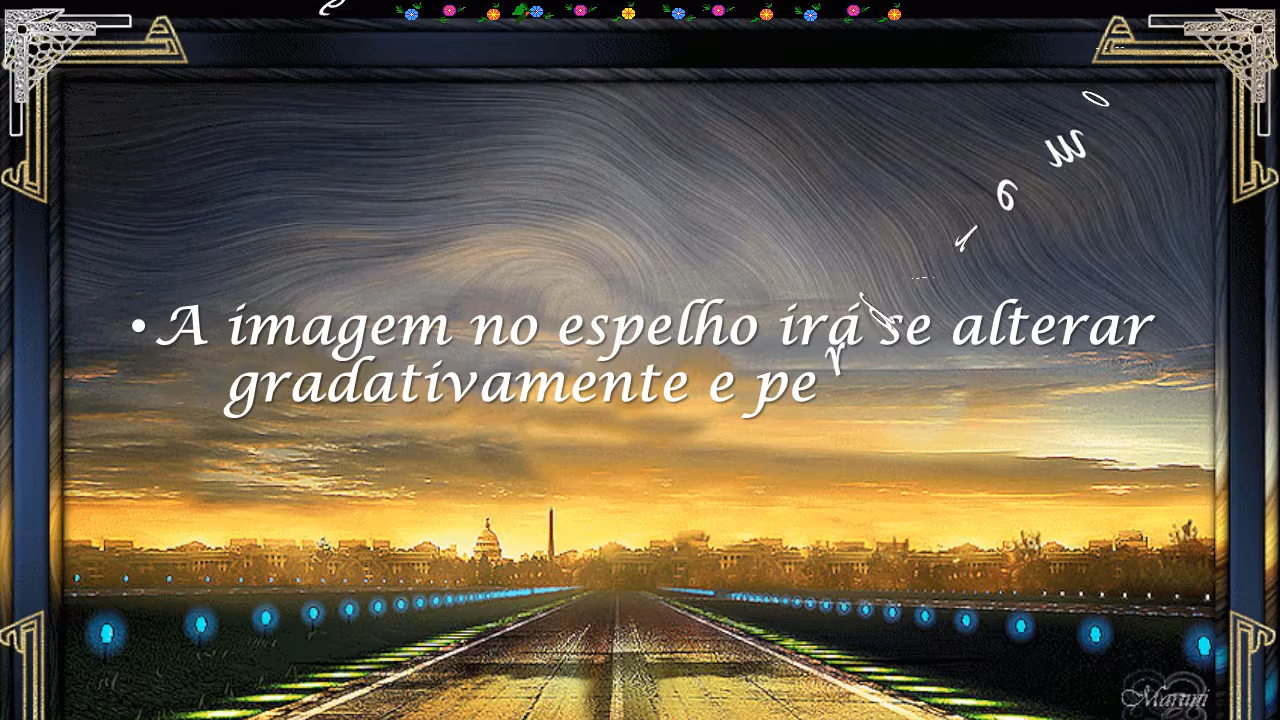 • A imagem no espelho irá se alterar
gradativamente e pe